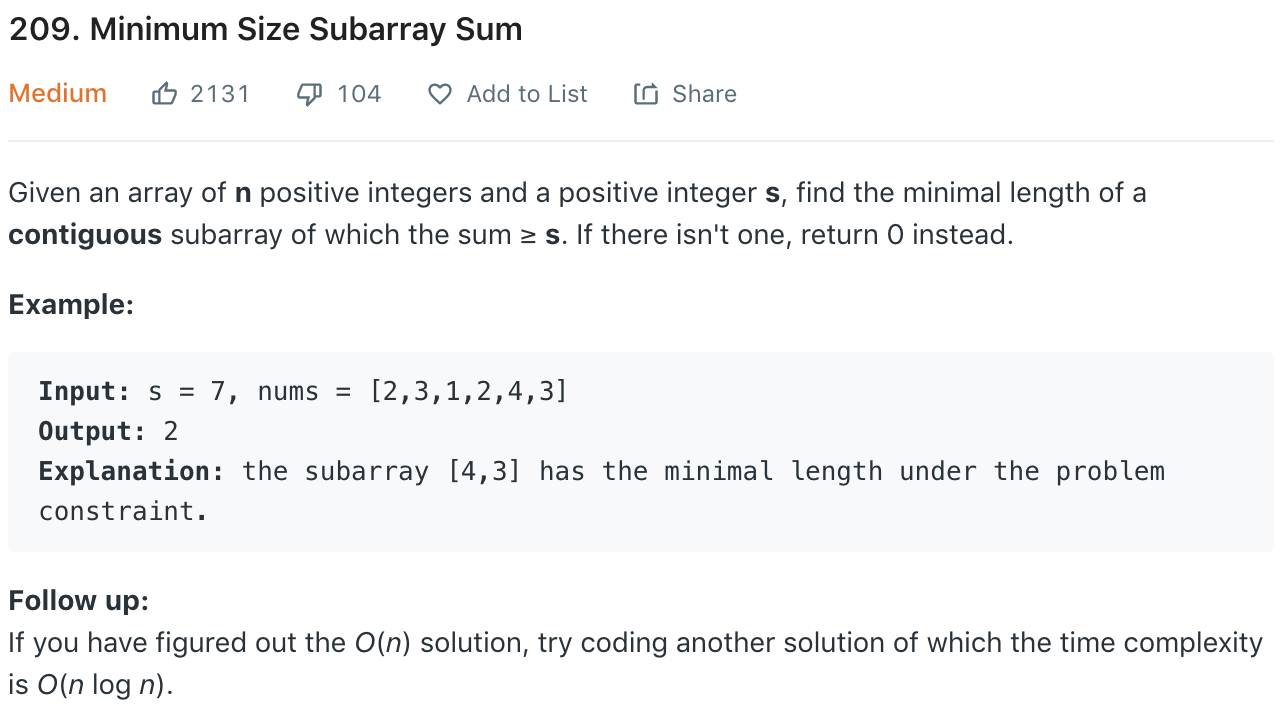 209. Minimum Size Subarray Sum
Medium 2131 104 Add to List Share
Given an array of n positive integers and a positive integer s, find the minimal length of a
contiguous subarray of which the sum ≥ s. If there isn't one, return 0 instead.
Example:
Input: s = 7, nums = [2,3,1,2,4,3]
Output: 2
Explanation: the subarray [4,3] has the minimal length under the problem
constraint.
Follow up:
If you have figured out the O(n) solution, try coding another solution of which the time complexity
is O(n log n).